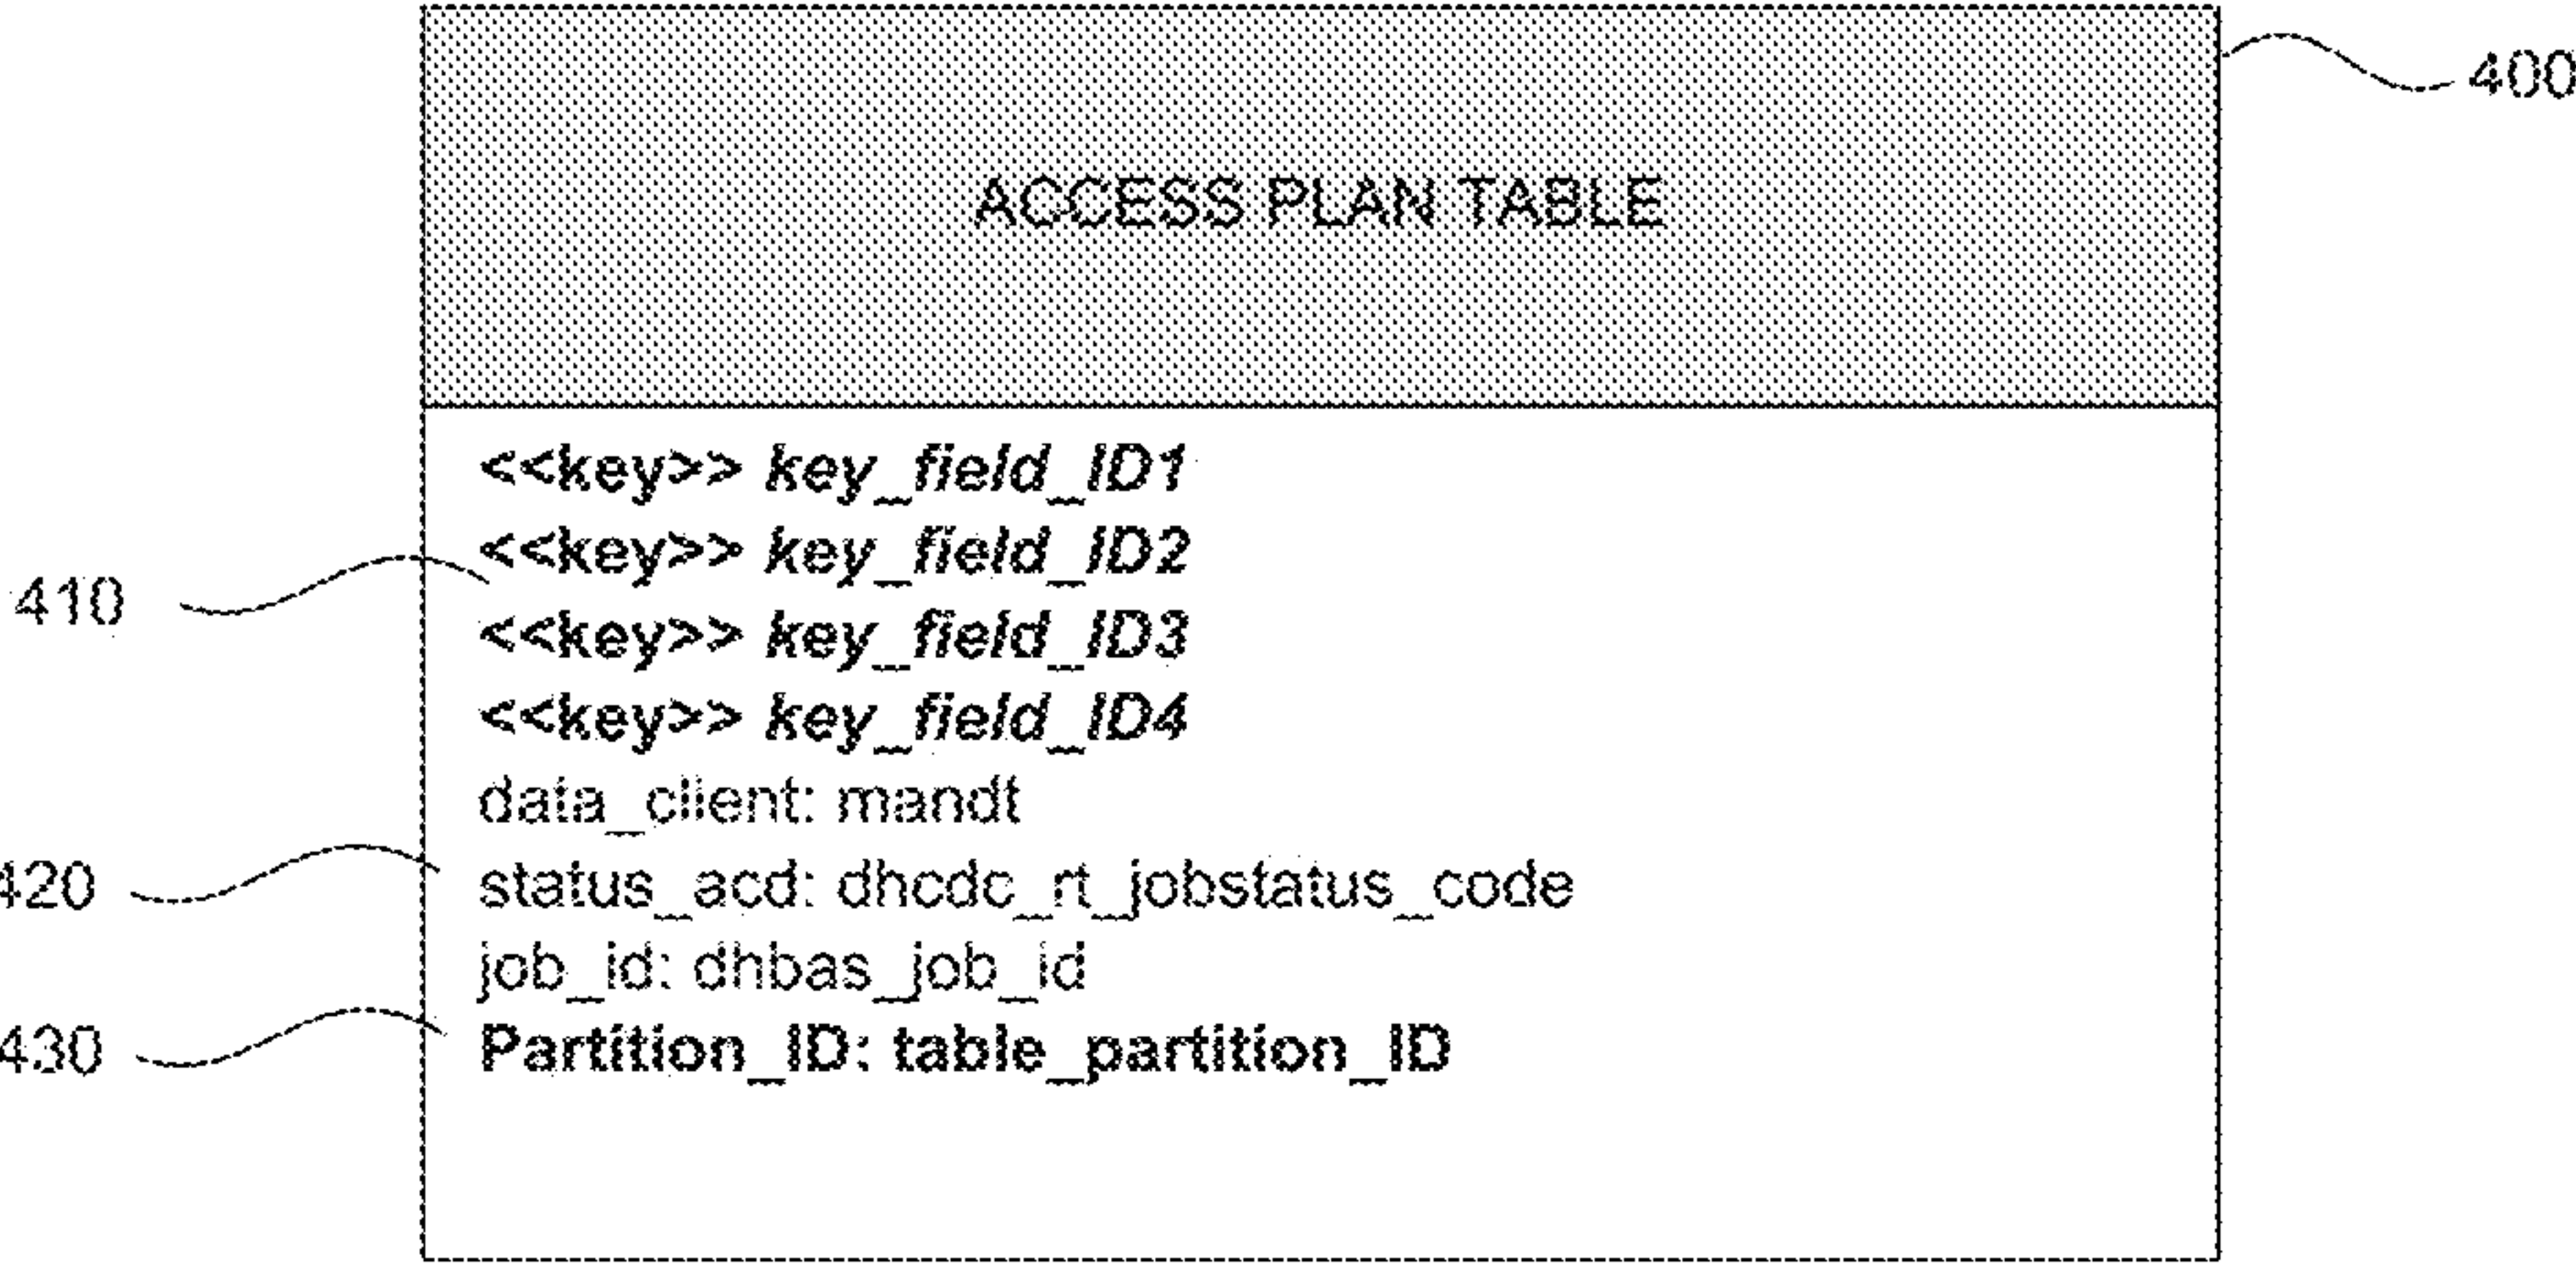 400
ACCESS PLAN TABLE
<<key>> key_field_ID1
<<key>> key_field_ID2
410
<<key>> key_field_ID3
<<key>> key_field_ID4
data_client: mandt
420 status_acd: dhcdc_rt_jobstatus_code
job_id: dhbas_job_id
430 Partition_ID: table_partition_ID